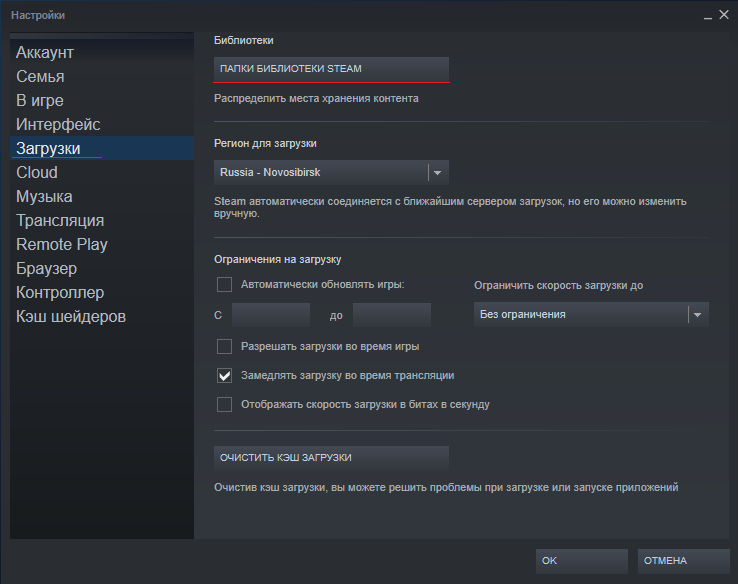 Настройки
Аккаунт
Семья
В игре
Интерфейс
Загрузки
Cloud
Музыка
Трансляция
Remote Play
Браузер
Контроллер
Кэш шейдеров
Библиотеки
ПАПКИ БИБЛИОТЕКИ STEAM
Распределить места хранения контента
Регион для загрузки
Russia - Novosibirsk
Steam автоматически соединяется с ближайшим сервером загрузок, но его можно изменить
вручную.
Ограничения на загрузку
Автоматически обновлять игры:
Ограничить скорость загрузки до
С до
Без ограничения
Разрешать загрузки во время игры
Замедлять загрузку во время трансляции
Отображать скорость загрузки в битах в секунду
ОЧИСТИТЬ КЭШ ЗАГРУЗКИ
Очистив кэш загрузки, вы можете решить проблемы при загрузке или запуске приложений
OK
ОТМЕНА